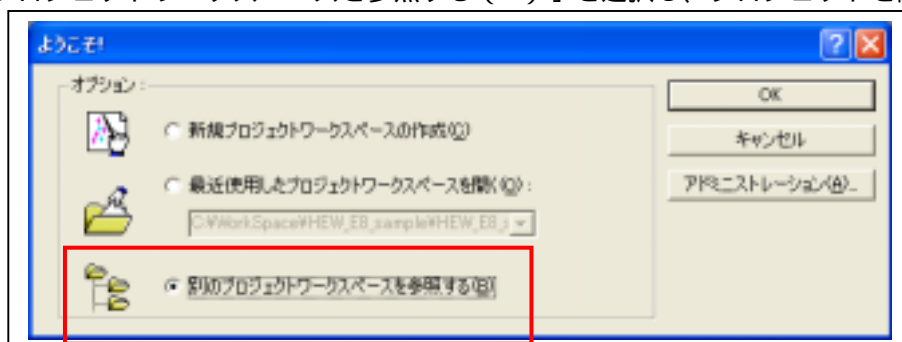 ようこそ!
オプション:
新規プロジェクトワークスペースの作成(C)
最近使用したプロジェクトワークスペースを開く(O):
C:¥WorkSpace¥HEW_E8_sample¥HEW_E8_s
別のプロジェクトワークスペースを参照する(B)
OK
キャンセル
アドミニストレーション(A)...